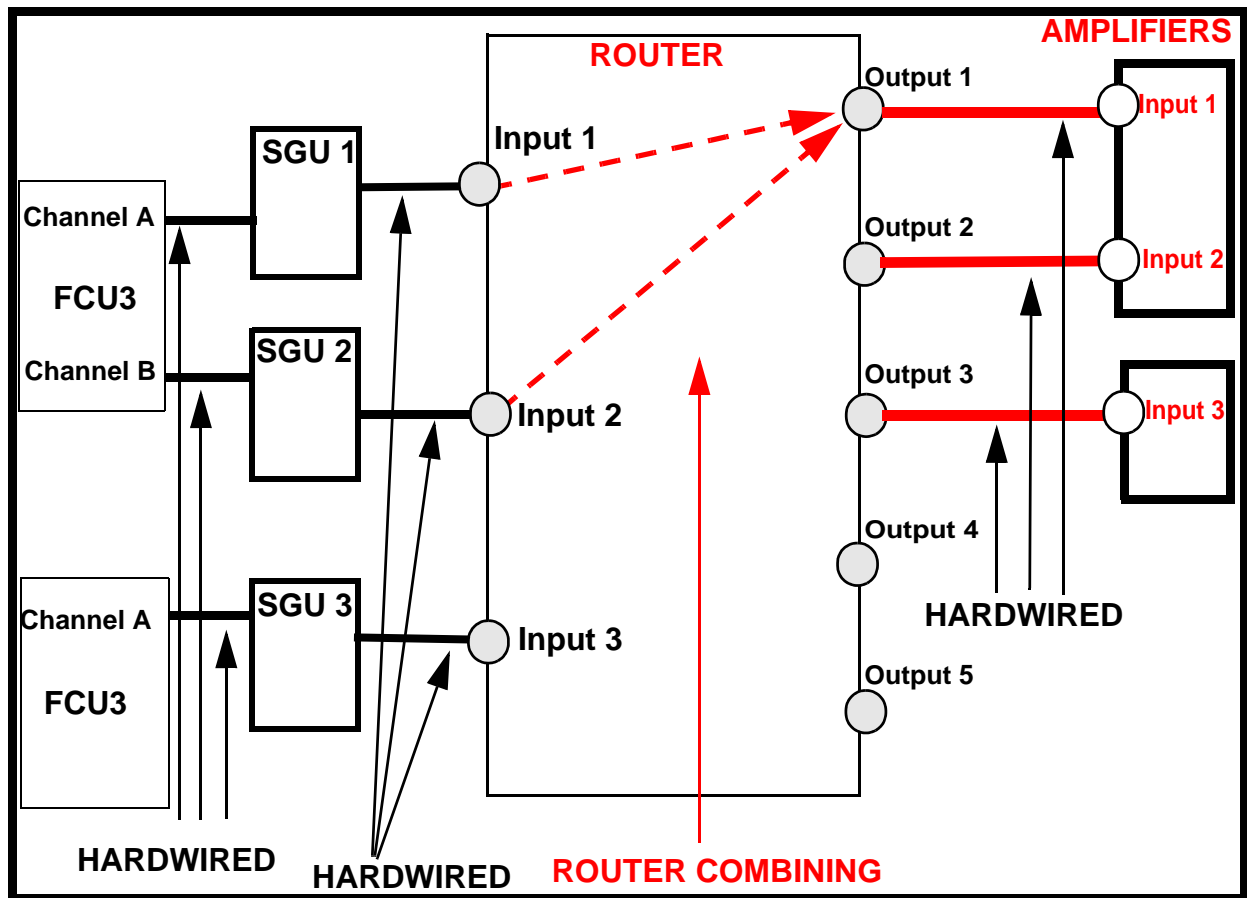 AMPLIFIERS
ROUTER
Output 1
Input 1
Input 1
SGU 1
Channel A
Output 2
Input 2
FCU3
SGU 2
Channel B
Output 3
Input 3
Input 2
Output 4
SGU 3
HARDWIRED
Channel A
Input 3
Output 5
FCU3
HARDWIRED
HARDWIRED
ROUTER COMBINING